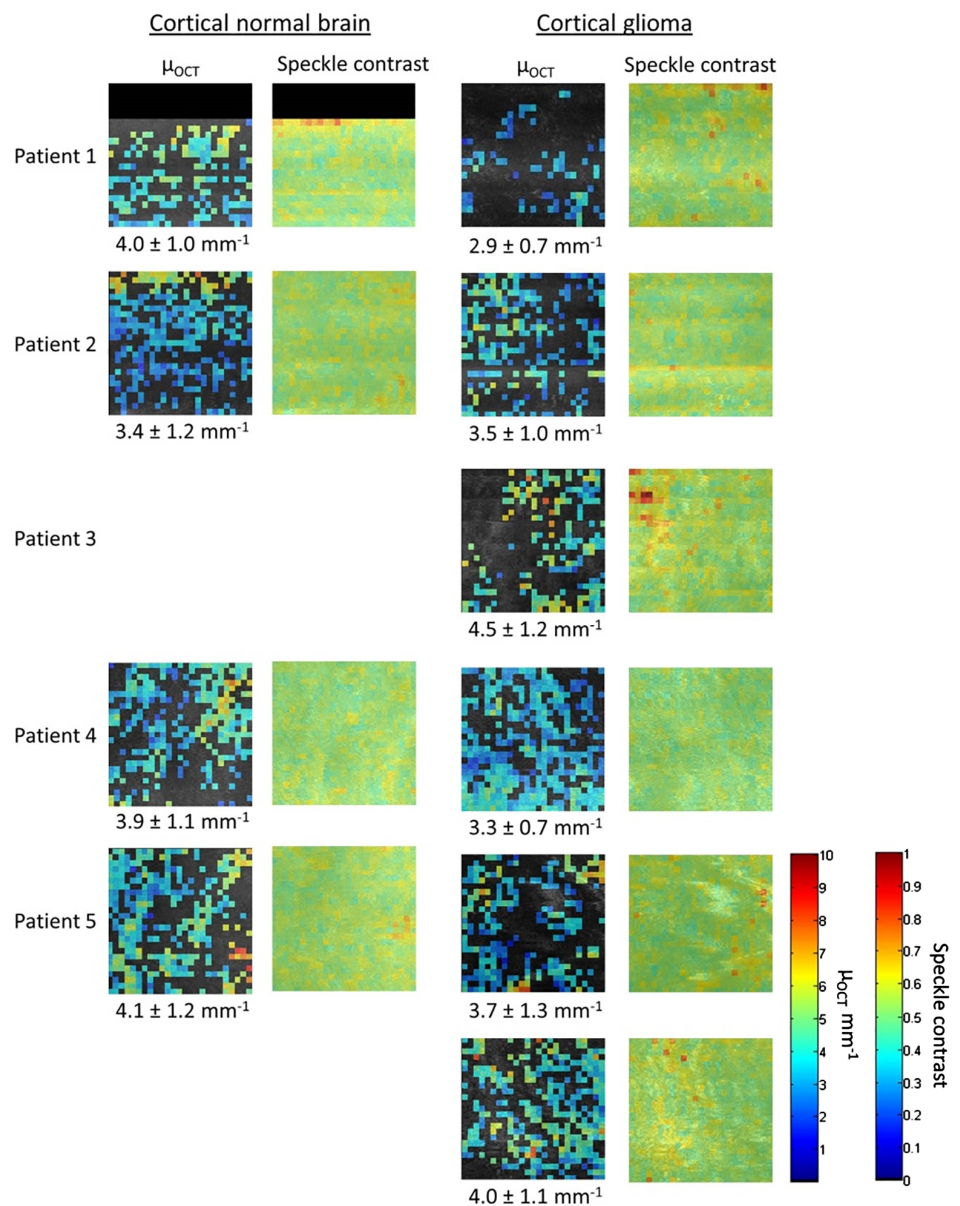 Cortical normal brain
Cortical glioma
μOCT
Speckle contrast
μOCT
Speckle contrast
Patient 1
4.0 ± 1.0 mm-1
2.9 ± 0.7 mm-1
Patient 2
3.4 ± 1.2 mm-1
3.5 ± 1.0 mm-1
Patient 3
4.5 ± 1.2 mm-1
Patient 4
3.9 ± 1.1 mm-1
3.3 ± 0.7 mm-1
Patient 5
4.1 ± 1.2 mm-1
3.7 ± 1.3 mm-1
4.0 ± 1.1 mm-1
10
9
8
7
6
5
4
3
2
1
μOCT mm-1
1
0.9
0.8
0.7
0.6
0.5
0.4
0.3
0.2
0.1
0
Speckle contrast